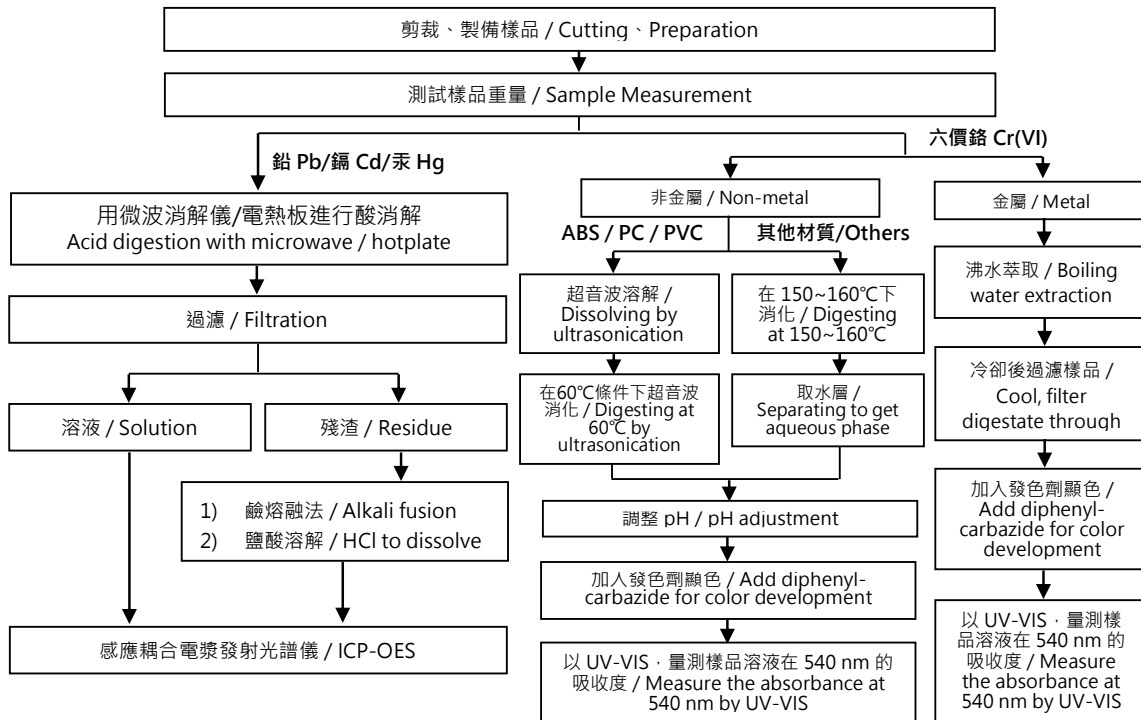 剪裁、製備樣品 / Cutting、Preparation
測試樣品重量 / Sample Measurement
鉛 Pb/鎘 Cd/汞 Hg
六價鉻 Cr(VI)
用微波消解儀/電熱板進行酸消解
Acid digestion with microwave / hotplate
過濾 / Filtration
溶液 / Solution
殘渣 / Residue
1) 鹼熔融法 / Alkali fusion
2) 鹽酸溶解 / HCl to dissolve
感應耦合電漿發射光譜儀 / ICP-OES
非金屬 / Non-metal
ABS / PC / PVC
其他材質/Others
超音波溶解 /
Dissolving by
ultrasonication
在 150~160℃下
消化 / Digesting
at 150~160℃
在60℃條件下超音波
消化 / Digesting at
60℃ by
ultrasonication
取水層 /
Separating to get
aqueous phase
調整 pH / pH adjustment
加入發色劑顯色 / Add diphenyl-
carbazide for color development
以 UV-VIS，量測樣品溶液在 540 nm 的
吸收度 / Measure the absorbance at
540 nm by UV-VIS
金屬 / Metal
沸水萃取 / Boiling
water extraction
冷卻後過濾樣品 /
Cool, filter
digestate through
加入發色劑顯色 /
Add diphenyl-
carbazide for color
development
以 UV-VIS，量測樣
品溶液在 540 nm 的
吸收度 / Measure
the absorbance at
540 nm by UV-VIS